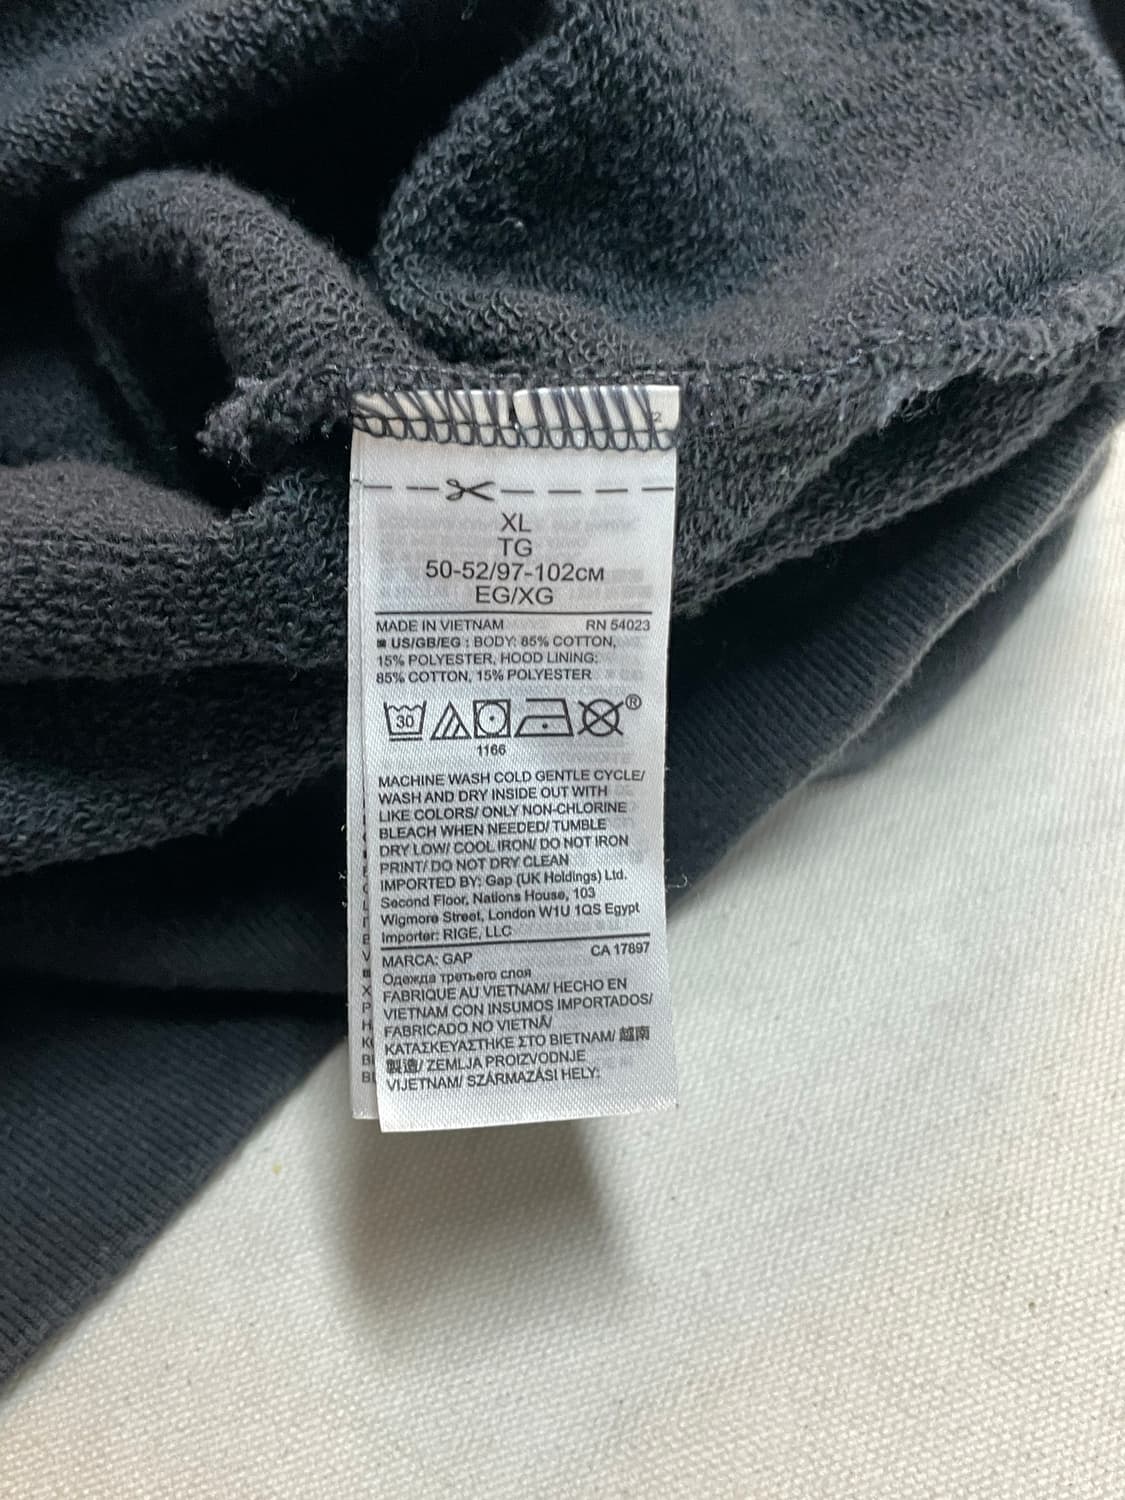 XL
TG
50-52/97-102CM
EG/XG
MADE IN VIETNAM RN 54023
US/GB/EG : BODY: 85% COTTON,
15% POLYESTER, HOOD LINING:
85% COTTON, 15% POLYESTER
30
®
1166
MACHINE WASH COLD GENTLE CYCLE/
WASH AND DRY INSIDE OUT WITH
LIKE COLORS/ ONLY NON-CHLORINE
BLEACH WHEN NEEDED/ TUMBLE
DRY LOW/ COOL IRON/ DO NOT IRON
PRINT/ DO NOT DRY CLEAN
IMPORTED BY: Gap (UK Holdings) Ltd.
Second Floor, Nations House, 103
Wigmore Street, London W1U 1QS Egypt
Importer: RIGE, LLC
MARCA: GAP CA 17897
Одежда третьего слоя
FABRIQUE AU VIETNAM/ HECHO EN
VIETNAM CON INSUMOS IMPORTADOS/
FABRICADO NO VIETNÃ/
ΚΑΤΑΣΚΕΥΑΣΤΗΚΕ ΣΤΟ ΒΙΕΤΝΑΜ/ 越南
製造/ ZEMLJA PROIZVODNJE
VIJETNAM/ SZÁRMAZÁSI HELY: